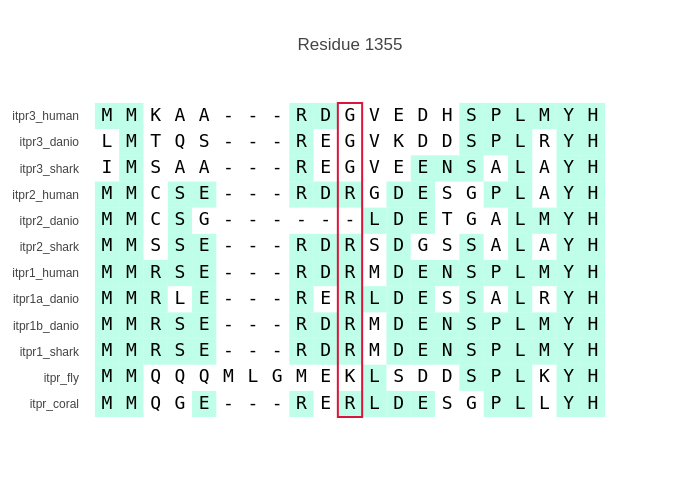 Residue 1355
itpr3_human M M K A A - - - R D G V E D H S P L M Y H
itpr3_danio L M T Q S - - - R E G V K D D S P L R Y H
itpr3_shark I M S A A - - - R E G V E E N S A L A Y H
itpr2_human M M C S E - - - R D R G D E S G P L A Y H
itpr2_danio M M C S G - - - - - - L D E T G A L M Y H
itpr2_shark M M S S E - - - R D R S D G S S A L A Y H
itpr1_human M M R S E - - - R D R M D E N S P L M Y H
itpr1a_danio M M R L E - - - R E R L D E S S A L R Y H
itpr1b_danio M M R S E - - - R D R M D E N S P L M Y H
itpr1_shark M M R S E - - - R D R M D E N S P L M Y H
itpr_fly M M Q Q Q M L G M E K L S D D S P L K Y H
itpr_coral M M Q G E - - - R E R L D E S G P L L Y H